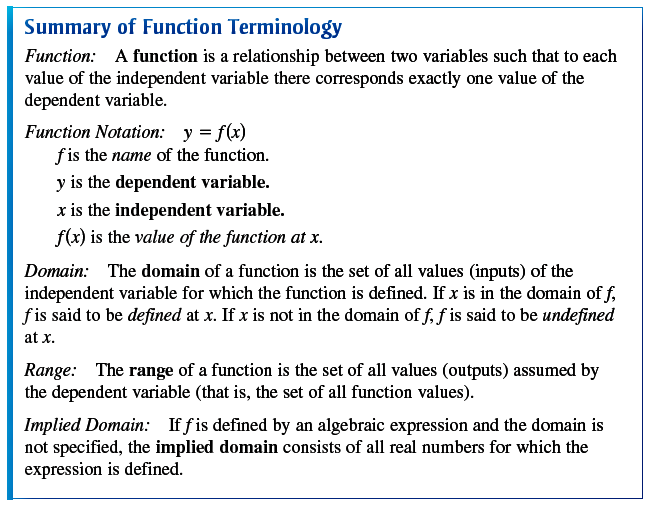 Summary of Function Terminology
Function: A function is a relationship between two variables such that to each
value of the independent variable there corresponds exactly one value of the
dependent variable.
Function Notation: y = f(x)
f is the name of the function.
y is the dependent variable.
x is the independent variable.
f(x) is the value of the function at x.
Domain: The domain of a function is the set of all values (inputs) of the
independent variable for which the function is defined. If x is in the domain of f,
f is said to be defined at x. If x is not in the domain of f, f is said to be undefined
at x.
Range: The range of a function is the set of all values (outputs) assumed by
the dependent variable (that is, the set of all function values).
Implied Domain: If f is defined by an algebraic expression and the domain is
not specified, the implied domain consists of all real numbers for which the
expression is defined.